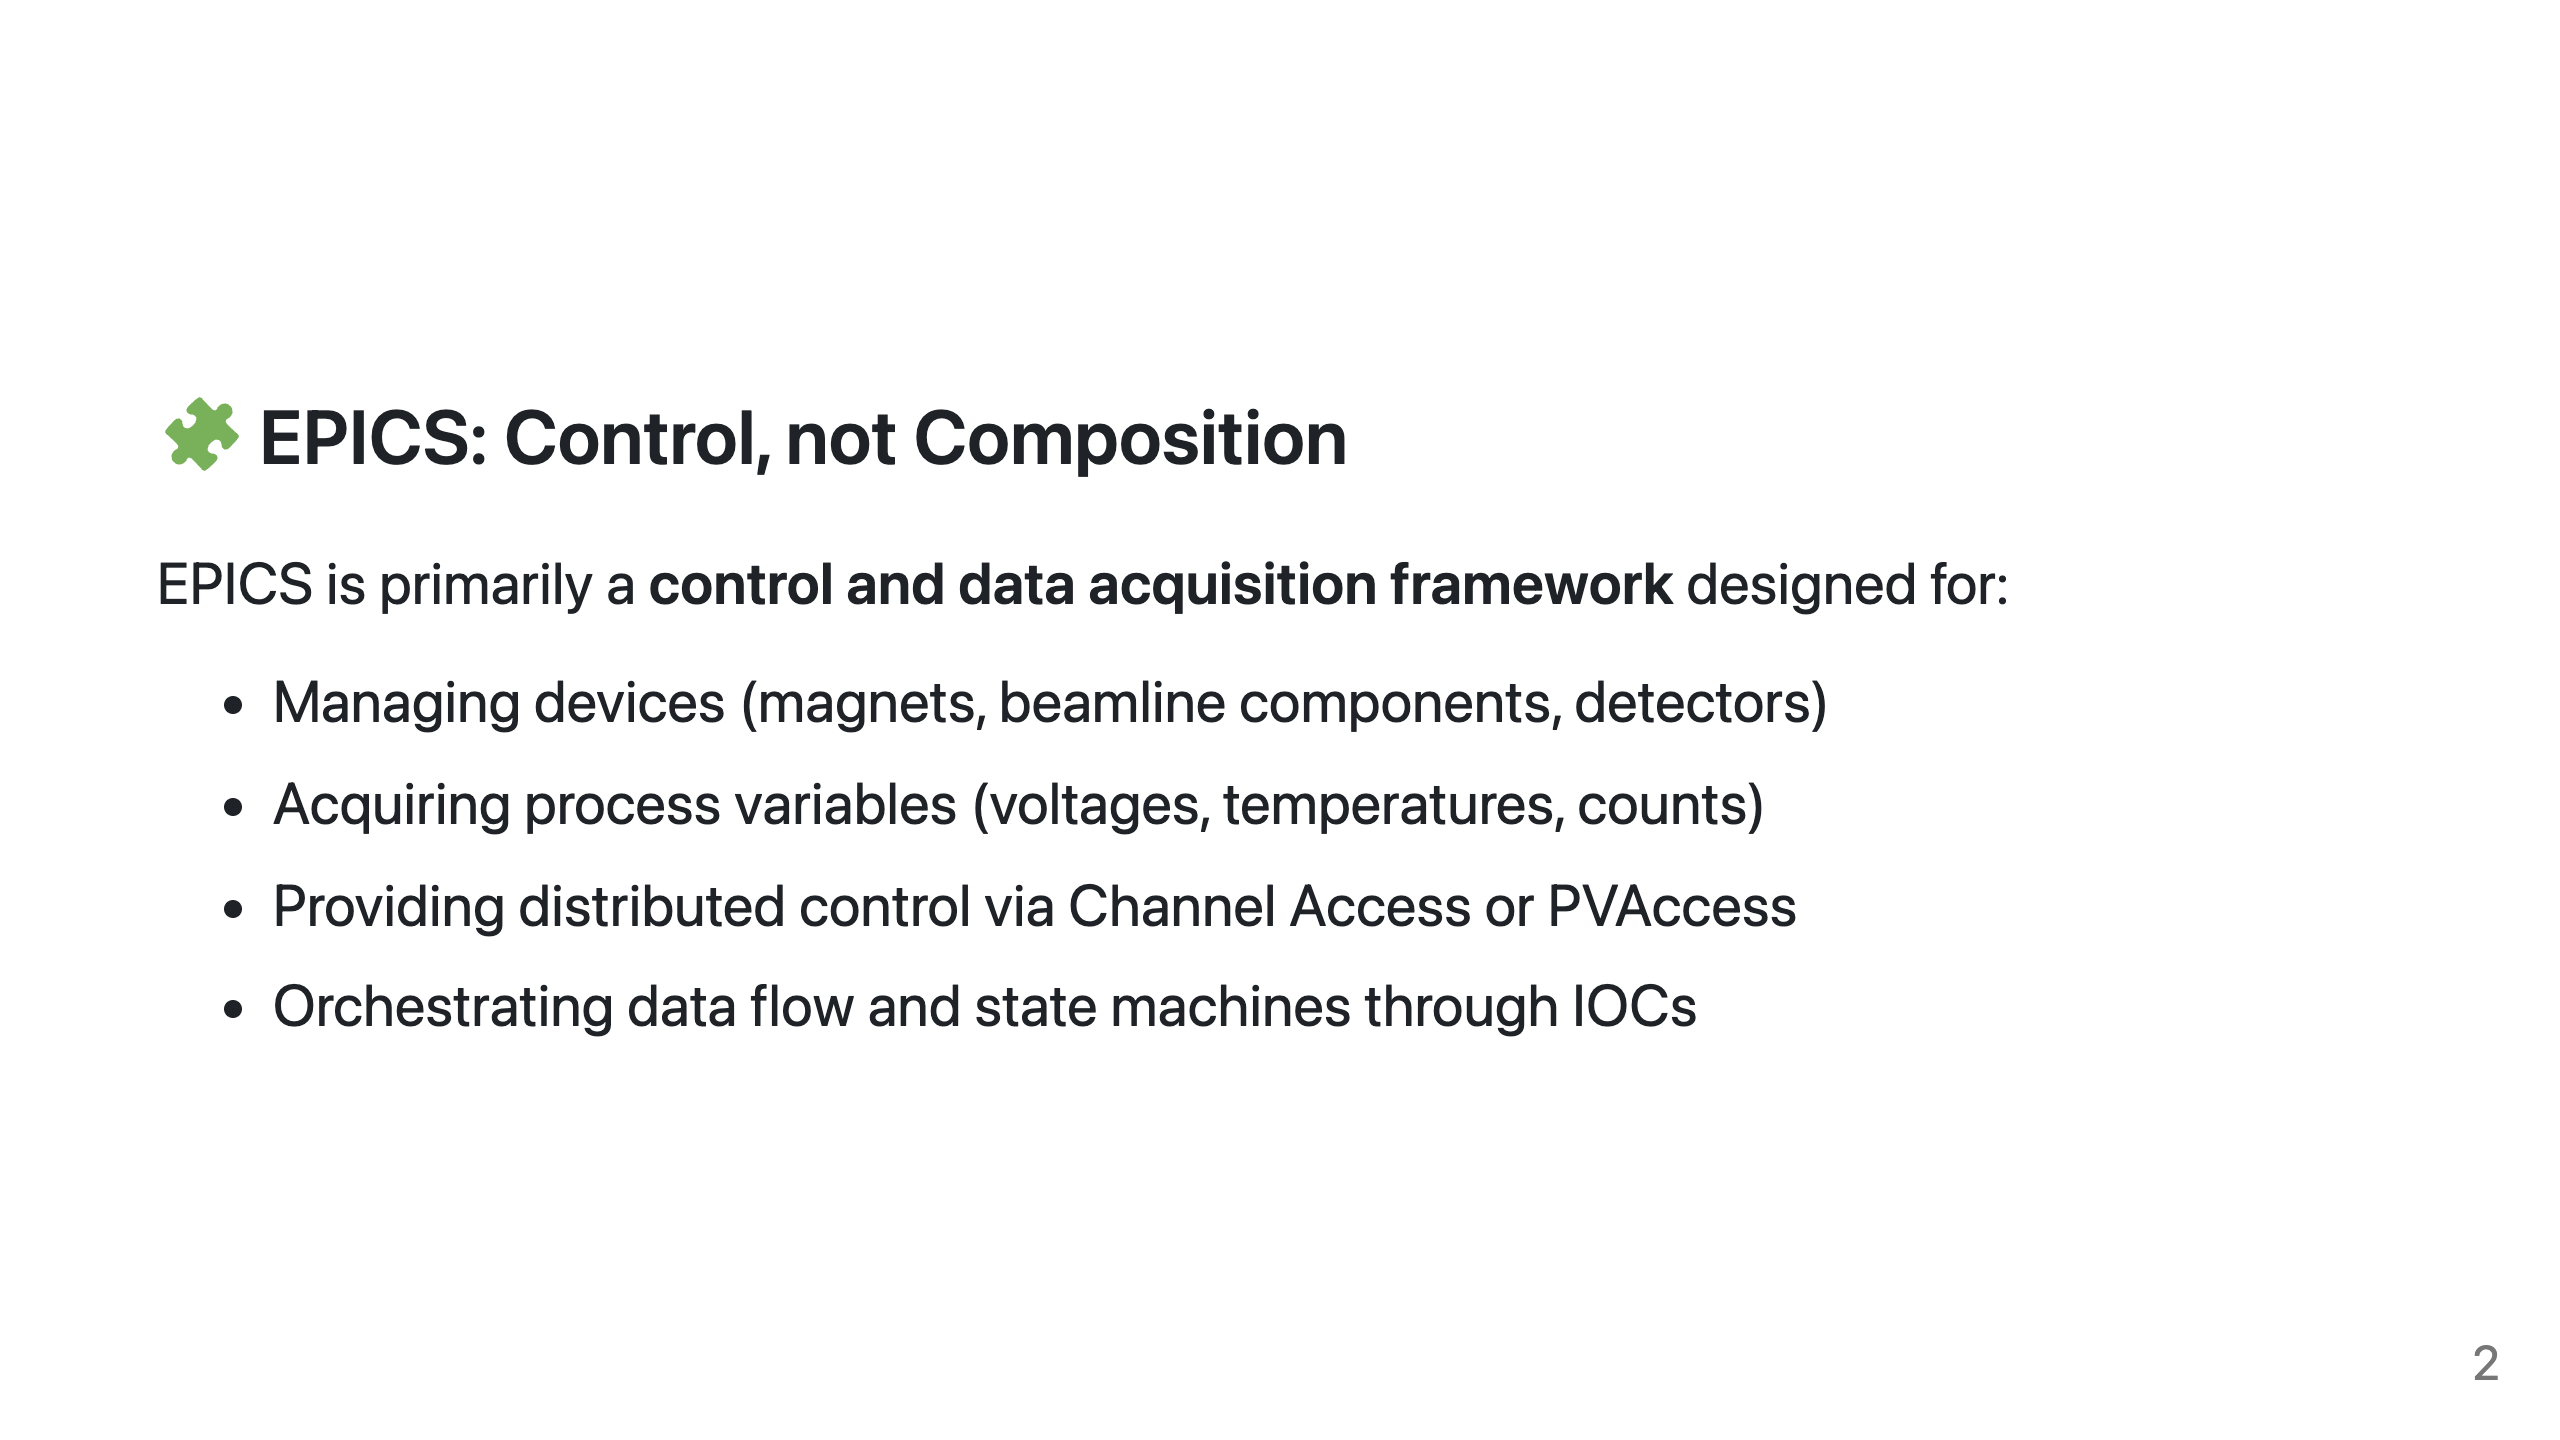 EPICS: Control, not Composition
EPICS is primarily a control and data acquisition framework designed for:
• Managing devices (magnets, beamline components, detectors)
• Acquiring process variables (voltages, temperatures, counts)
• Providing distributed control via Channel Access or PVAccess
• Orchestrating data flow and state machines through IOCs
2